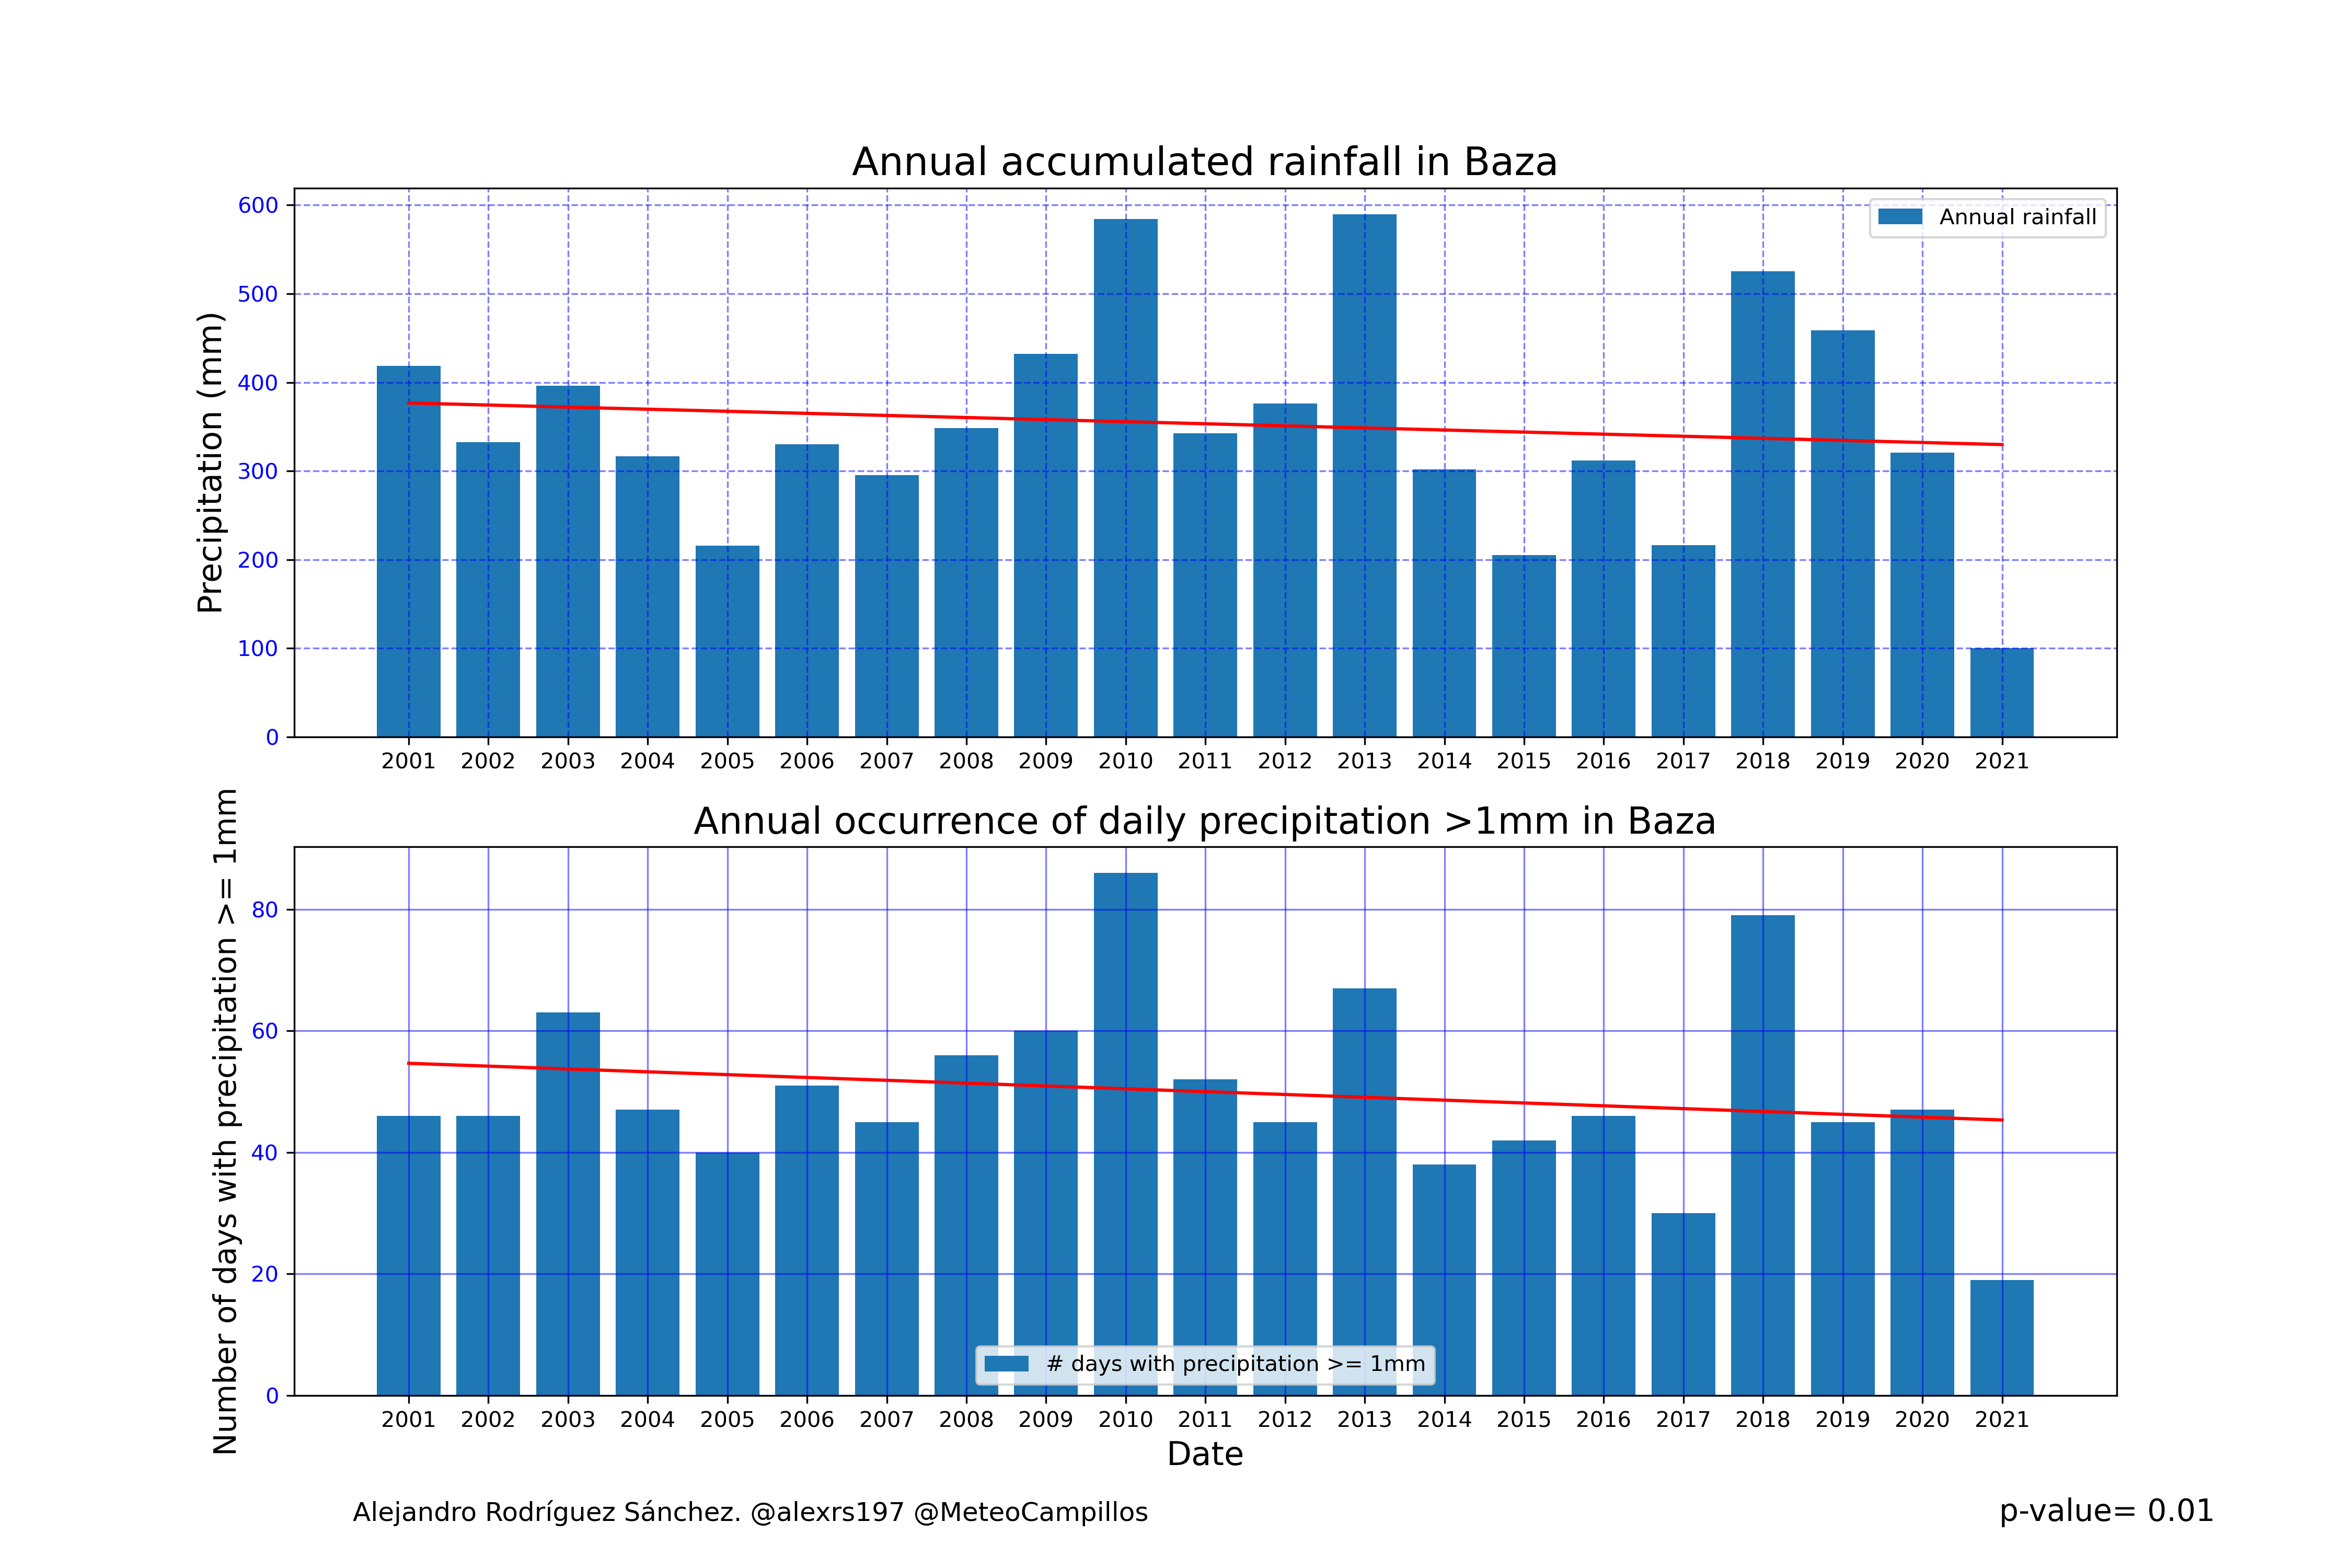 Annual accumulated rainfall in Baza
Precipitation (mm)
600
500
400
300
200
100
0
Annual rainfall
2001 2002 2003 2004 2005 2006 2007 2008 2009 2010 2011 2012 2013 2014 2015 2016 2017 2018 2019 2020 2021
Annual occurrence of daily precipitation >1mm in Baza
Number of days with precipitation >= 1mm
80
60
40
20
0
# days with precipitation >= 1mm
2001 2002 2003 2004 2005 2006 2007 2008 2009 2010 2011 2012 2013 2014 2015 2016 2017 2018 2019 2020 2021
Date
Alejandro Rodríguez Sánchez. @alexrs197 @MeteoCampillos
p-value= 0.01